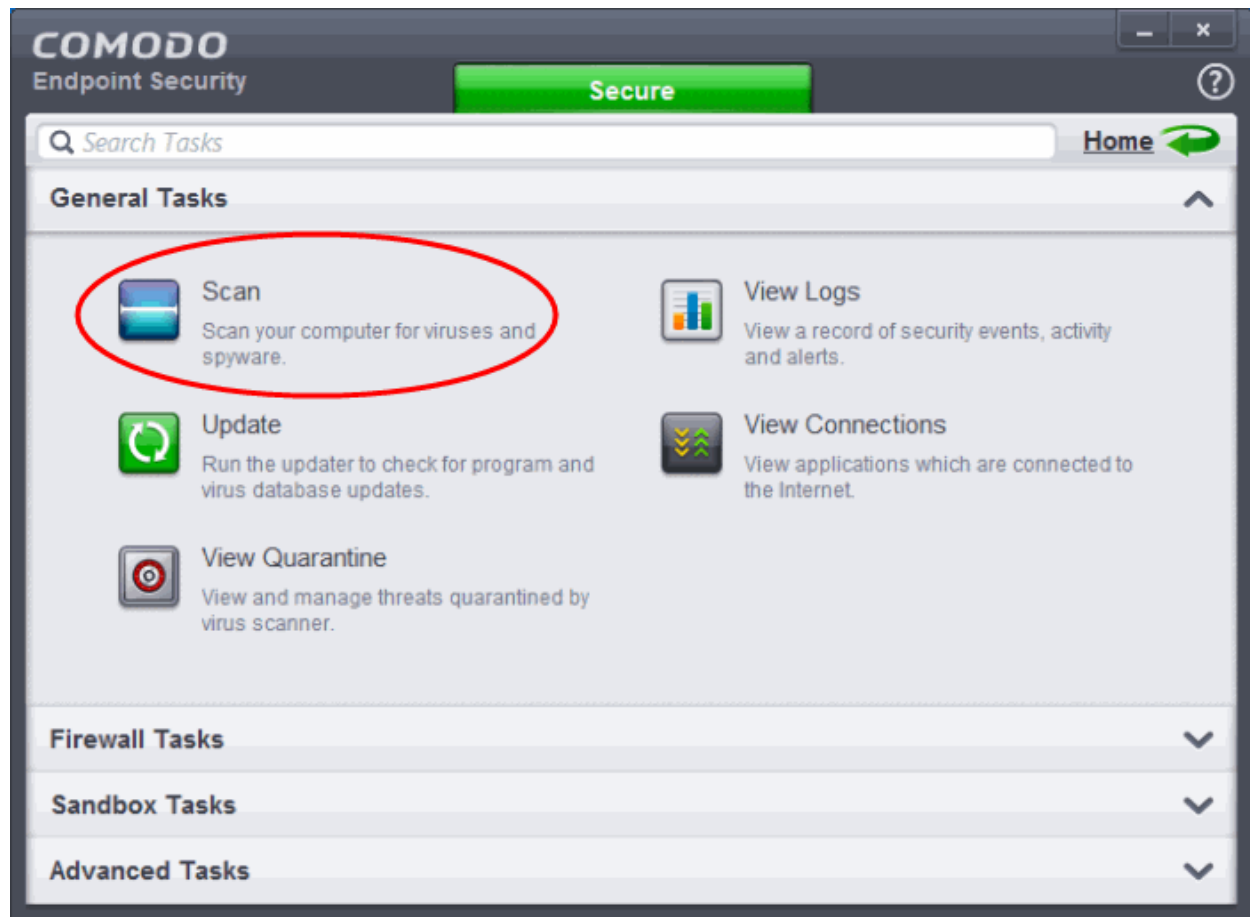 COMODO
Endpoint Security
Secure
?
Search Tasks
Home
General Tasks
Scan
Scan your computer for viruses and
spyware.
View Logs
View a record of security events, activity
and alerts.
Update
Run the updater to check for program and
virus database updates.
View Connections
View applications which are connected to
the Internet.
View Quarantine
View and manage threats quarantined by
virus scanner.
Firewall Tasks
Sandbox Tasks
Advanced Tasks